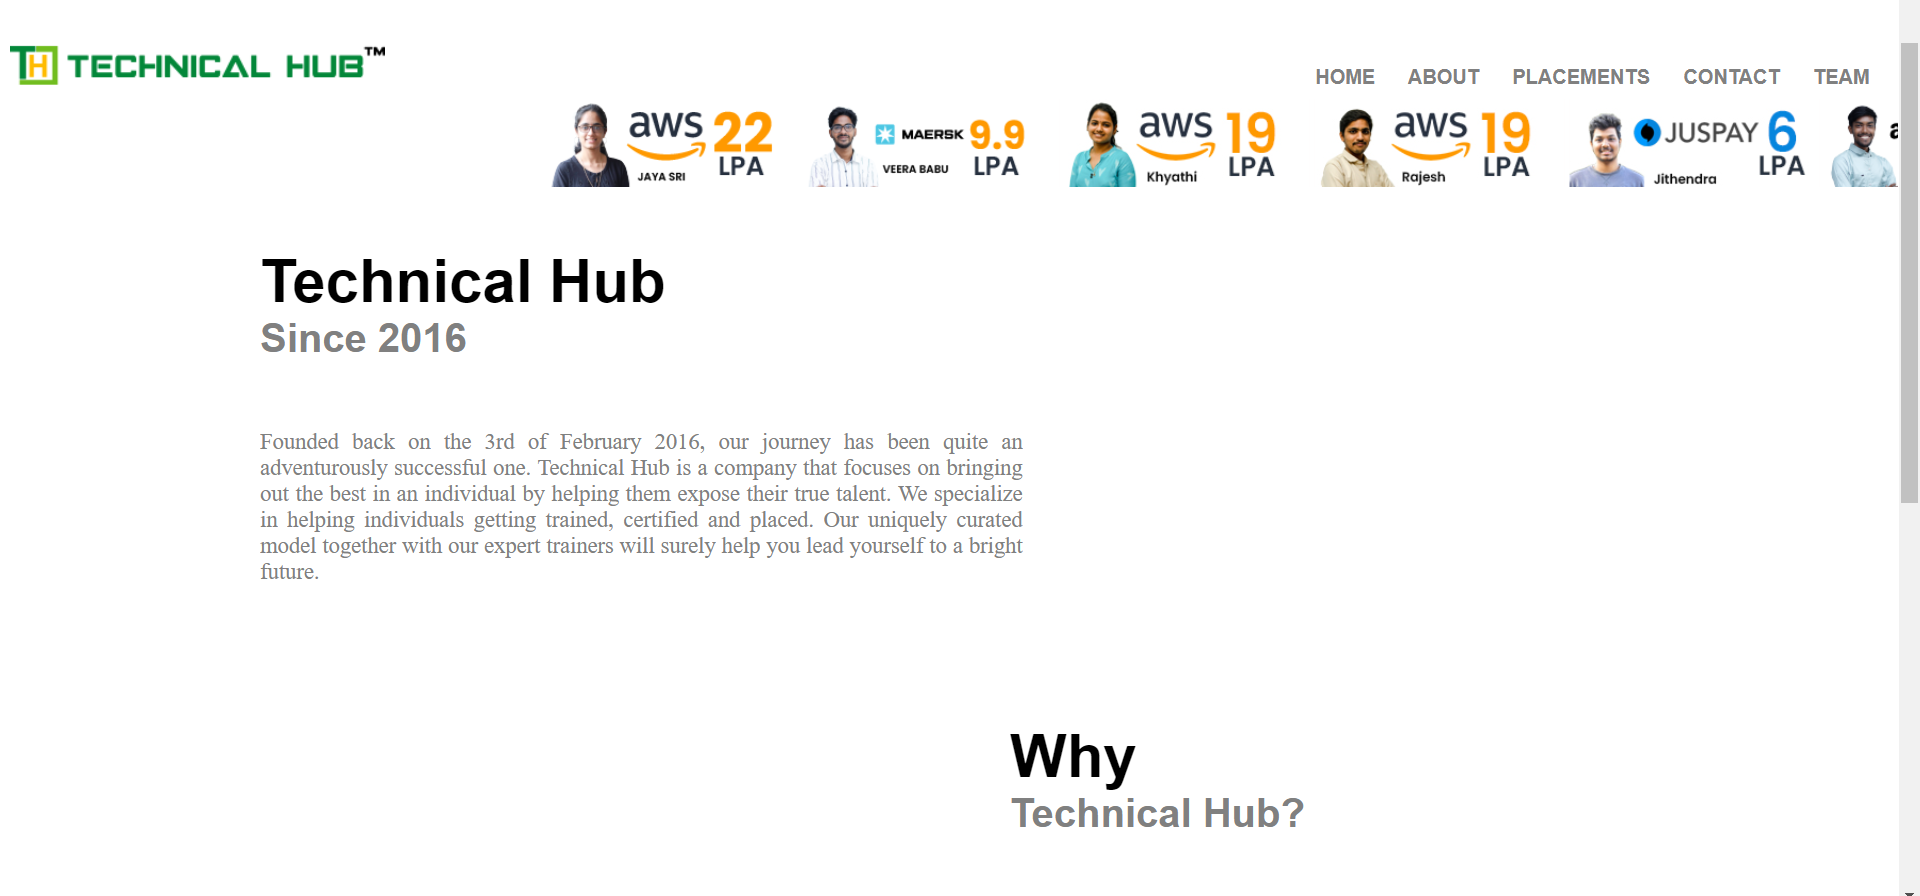 TH TECHNICAL HUB™
HOME ABOUT PLACEMENTS CONTACT TEAM
aws 22 LPA JAYA SRI
MAERSK 9.9 LPA VEERA BABU
aws 19 LPA Khyathi
aws 19 LPA Rajesh
JUSPAY 6 LPA Jithendra
Technical Hub
Since 2016
Founded back on the 3rd of February 2016, our journey has been quite an
adventurously successful one. Technical Hub is a company that focuses on bringing
out the best in an individual by helping them expose their true talent. We specialize
in helping individuals getting trained, certified and placed. Our uniquely curated
model together with our expert trainers will surely help you lead yourself to a bright
future.
Why
Technical Hub?